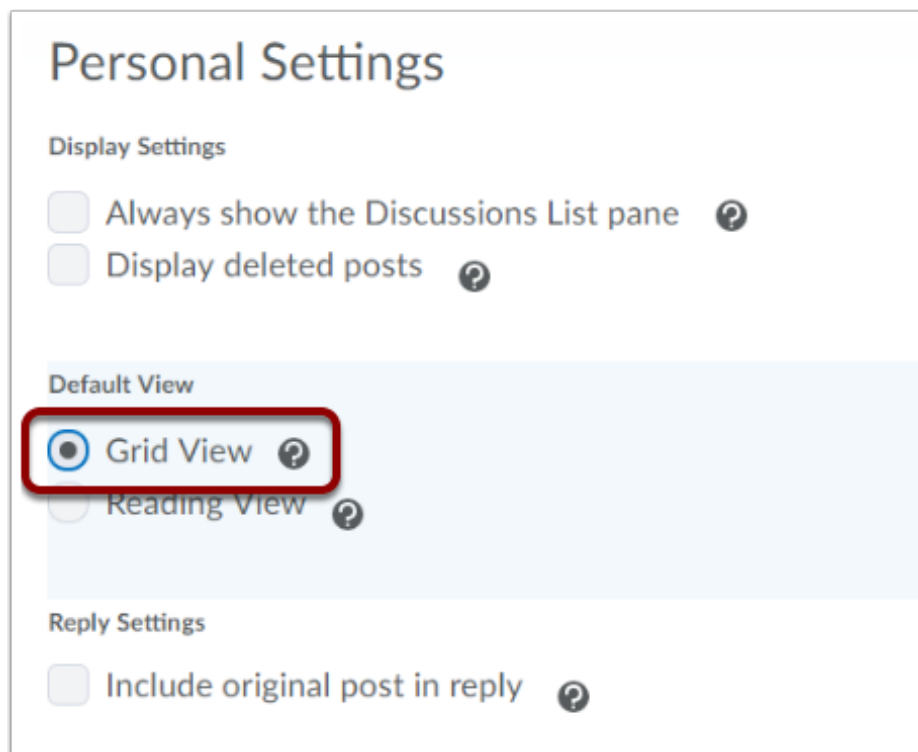 Personal Settings
Display Settings
Always show the Discussions List pane
Display deleted posts
Default View
Grid View
Reading View
Reply Settings
Include original post in reply